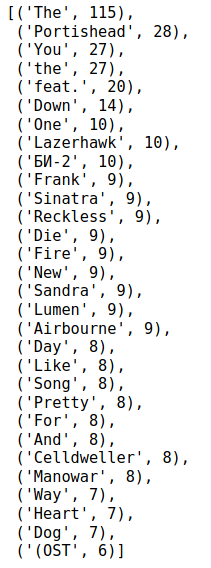 [('The', 115),
('Portishead', 28),
('You', 27),
('the', 27),
('feat.', 20),
('Down', 14),
('One', 10),
('Lazerhawk', 10),
('БИ-2', 10),
('Frank', 9),
('Sinatra', 9),
('Reckless', 9),
('Die', 9),
('Fire', 9),
('New', 9),
('Sandra', 9),
('Lumen', 9),
('Airbourne', 9),
('Day', 8),
('Like', 8),
('Song', 8),
('Pretty', 8),
('For', 8),
('And', 8),
('Celldweller', 8),
('Manowar', 8),
('Way', 7),
('Heart', 7),
('Dog', 7),
('(OST', 6)]